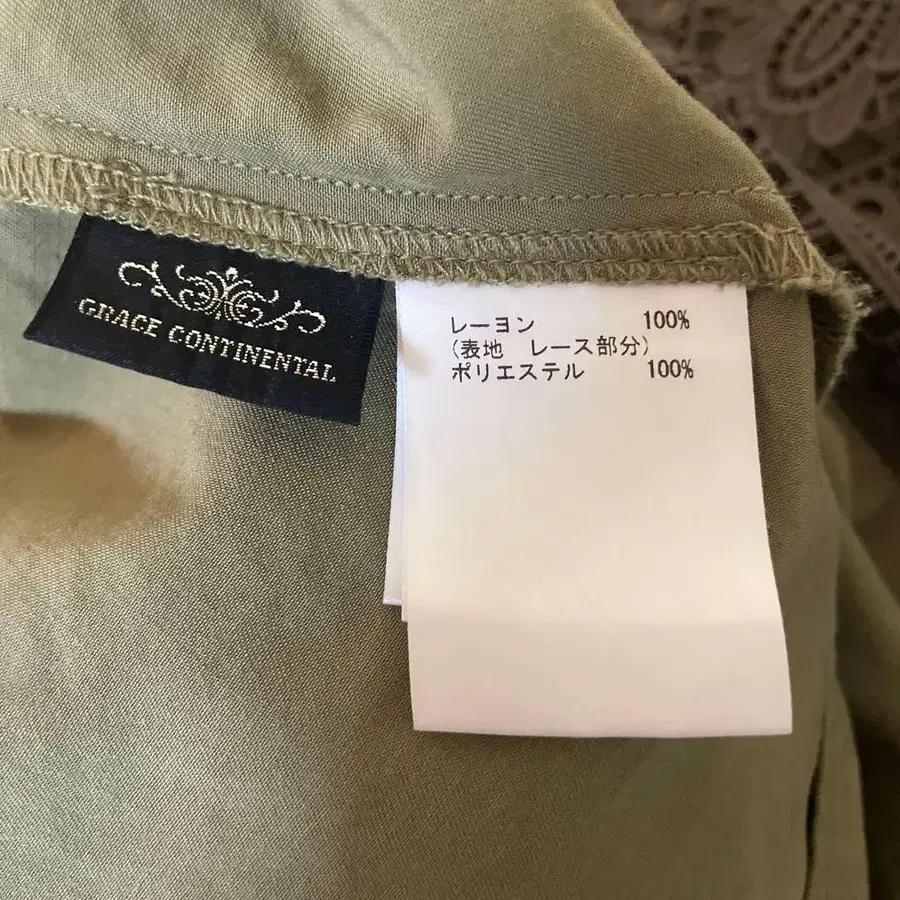 GRACE CONTINENTAL
レーヨン 100%
(表地 レース部分)
ポリエステル 100%